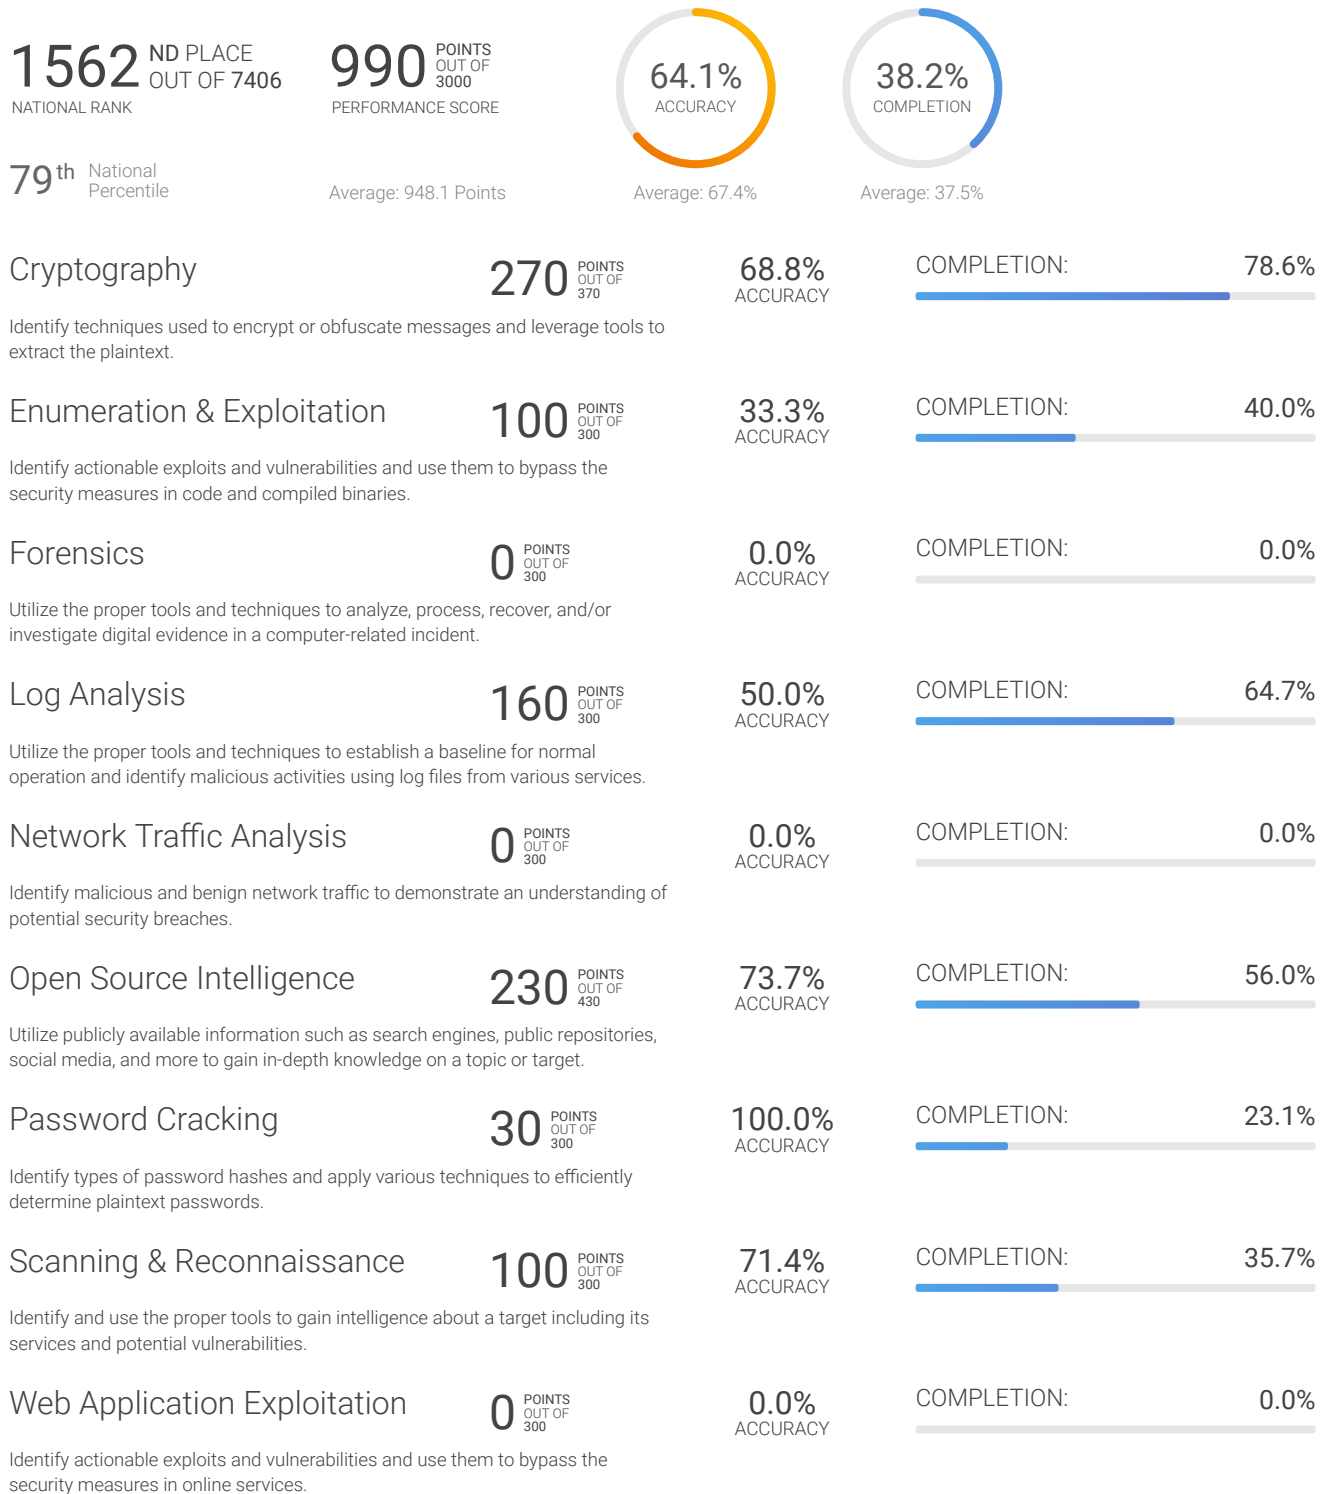 1562 ND PLACE
OUT OF 7406
NATIONAL RANK
990 POINTS
OUT OF
3000
PERFORMANCE SCORE
64.1%
ACCURACY
38.2%
COMPLETION
79th National
Percentile
Average: 948.1 Points
Average: 67.4%
Average: 37.5%
Cryptography
270 POINTS
OUT OF
370
68.8%
ACCURACY
COMPLETION: 78.6%
Identify techniques used to encrypt or obfuscate messages and leverage tools to
extract the plaintext.
Enumeration & Exploitation
100 POINTS
OUT OF
300
33.3%
ACCURACY
COMPLETION: 40.0%
Identify actionable exploits and vulnerabilities and use them to bypass the
security measures in code and compiled binaries.
Forensics
0 POINTS
OUT OF
300
0.0%
ACCURACY
COMPLETION: 0.0%
Utilize the proper tools and techniques to analyze, process, recover, and/or
investigate digital evidence in a computer-related incident.
Log Analysis
160 POINTS
OUT OF
300
50.0%
ACCURACY
COMPLETION: 64.7%
Utilize the proper tools and techniques to establish a baseline for normal
operation and identify malicious activities using log files from various services.
Network Traffic Analysis
0 POINTS
OUT OF
300
0.0%
ACCURACY
COMPLETION: 0.0%
Identify malicious and benign network traffic to demonstrate an understanding of
potential security breaches.
Open Source Intelligence
230 POINTS
OUT OF
430
73.7%
ACCURACY
COMPLETION: 56.0%
Utilize publicly available information such as search engines, public repositories,
social media, and more to gain in-depth knowledge on a topic or target.
Password Cracking
30 POINTS
OUT OF
300
100.0%
ACCURACY
COMPLETION: 23.1%
Identify types of password hashes and apply various techniques to efficiently
determine plaintext passwords.
Scanning & Reconnaissance
100 POINTS
OUT OF
300
71.4%
ACCURACY
COMPLETION: 35.7%
Identify and use the proper tools to gain intelligence about a target including its
services and potential vulnerabilities.
Web Application Exploitation
0 POINTS
OUT OF
300
0.0%
ACCURACY
COMPLETION: 0.0%
Identify actionable exploits and vulnerabilities and use them to bypass the
security measures in online services.